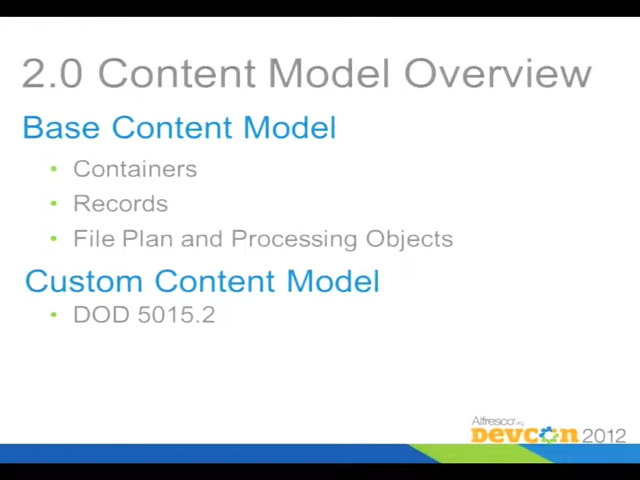 2.0 Content Model Overview
Base Content Model
• Containers
• Records
• File Plan and Processing Objects
Custom Content Model
• DOD 5015.2
Alfresco.org
DEVCON 2012